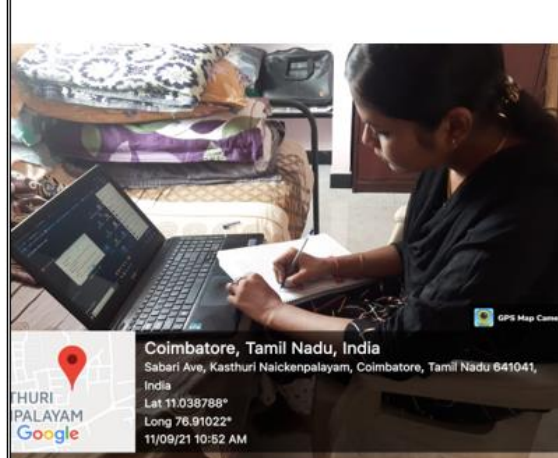 GPS Map Came
Coimbatore, Tamil Nadu, India
Sabari Ave, Kasthuri Naickenpalayam, Coimbatore, Tamil Nadu 641041,
India
Lat 11.038788°
Long 76.91022°
11/09/21 10:52 AM
THURI
IPALAYAM
Google